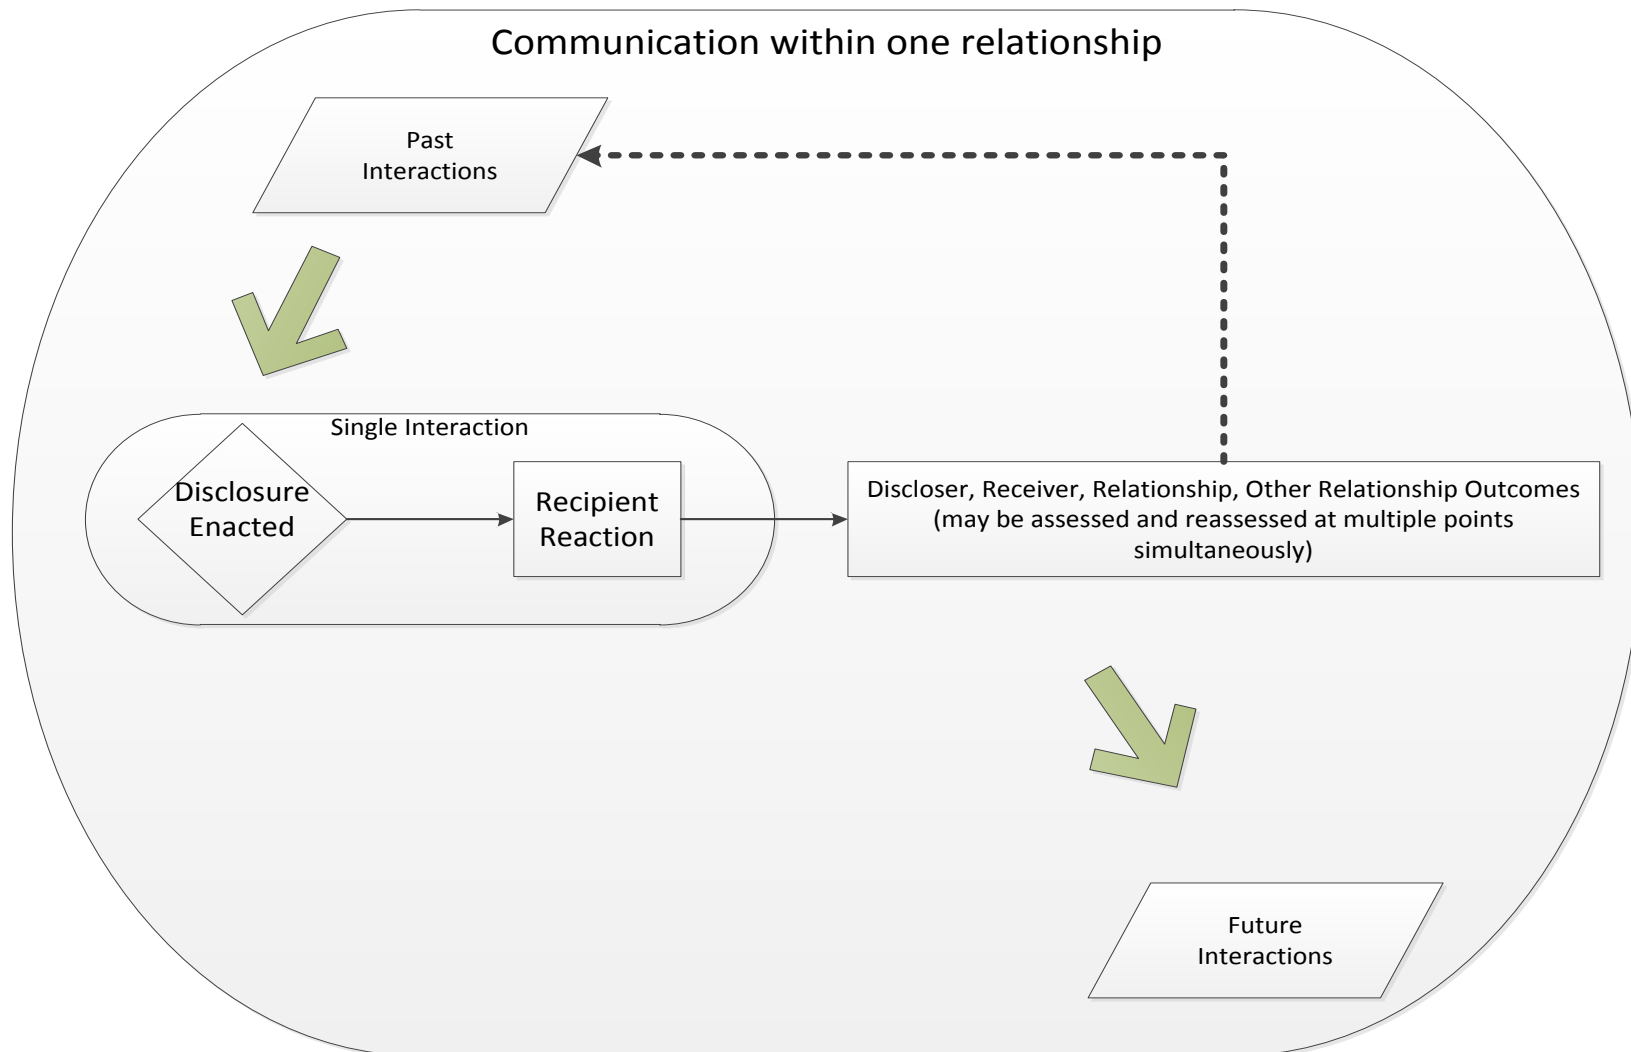 Communication within one relationship
Past
Interactions
Single Interaction
Disclosure
Enacted
Recipient
Reaction
Discloser, Receiver, Relationship, Other Relationship Outcomes
(may be assessed and reassessed at multiple points
simultaneously)
Future
Interactions